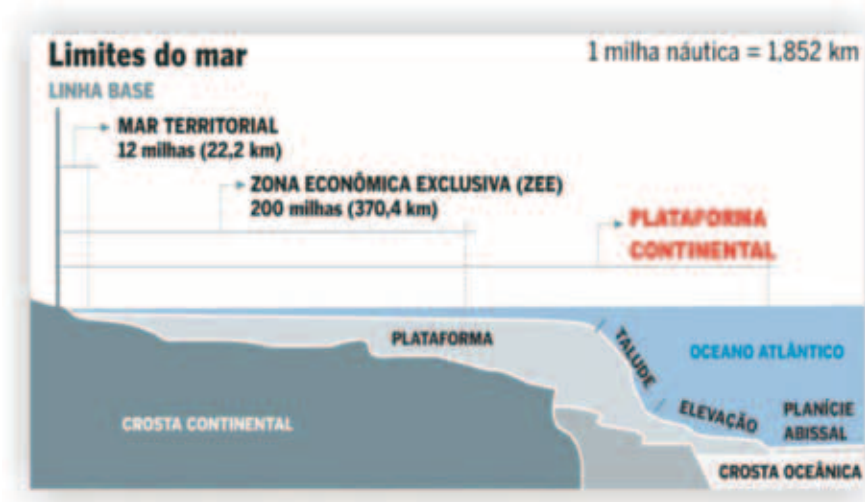 Limites do mar
1 milha náutica = 1,852 km
LINHA BASE
MAR TERRITORIAL
12 milhas (22,2 km)
ZONA ECONÔMICA EXCLUSIVA (ZEE)
200 milhas (370,4 km)
PLATAFORMA
CONTINENTAL
PLATAFORMA
TALUDE
OCEANO ATLÂNTICO
ELEVAÇÃO
PLANÍCIE
ABISSAL
CROSTA CONTINENTAL
CROSTA OCEÂNICA